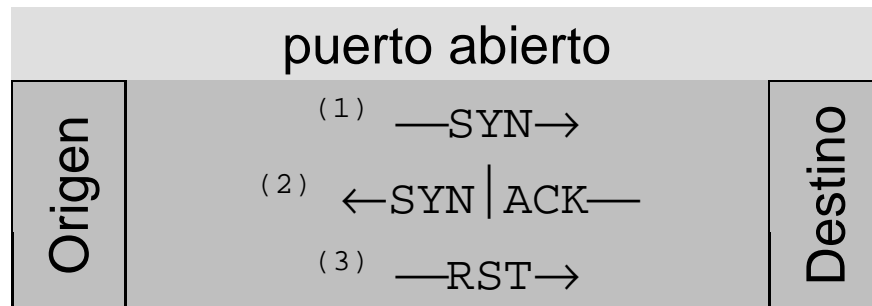 puerto abierto
Origen
(1) —SYN→
(2) ←SYN|ACK—
(3) —RST→
Destino